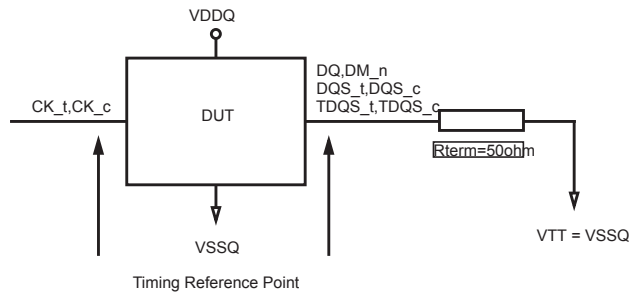 VDDQ
DQ,DM_n
DQS_t,DQS_c
TDQS_t,TDQS_c
CK_t,CK_c
DUT
Rterm=50ohm
VSSQ
VTT = VSSQ
Timing Reference Point